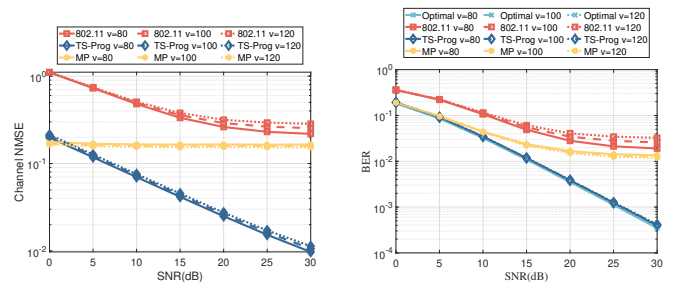 802.11 v=80 802.11 v=100 802.11 v=120
TS-Prog v=80 TS-Prog v=100 TS-Prog v=120
MP v=80 MP v=100 MP v=120
Channel NMSE
10^0
10^-1
10^-2
0 5 10 15 20 25 30
SNR(dB)
Optimal v=80 Optimal v=100 Optimal v=120
802.11 v=80 802.11 v=100 802.11 v=120
TS-Prog v=80 TS-Prog v=100 TS-Prog v=120
MP v=80 MP v=100 MP v=120
BER
10^0
10^-1
10^-2
10^-3
10^-4
0 5 10 15 20 25 30
SNR(dB)